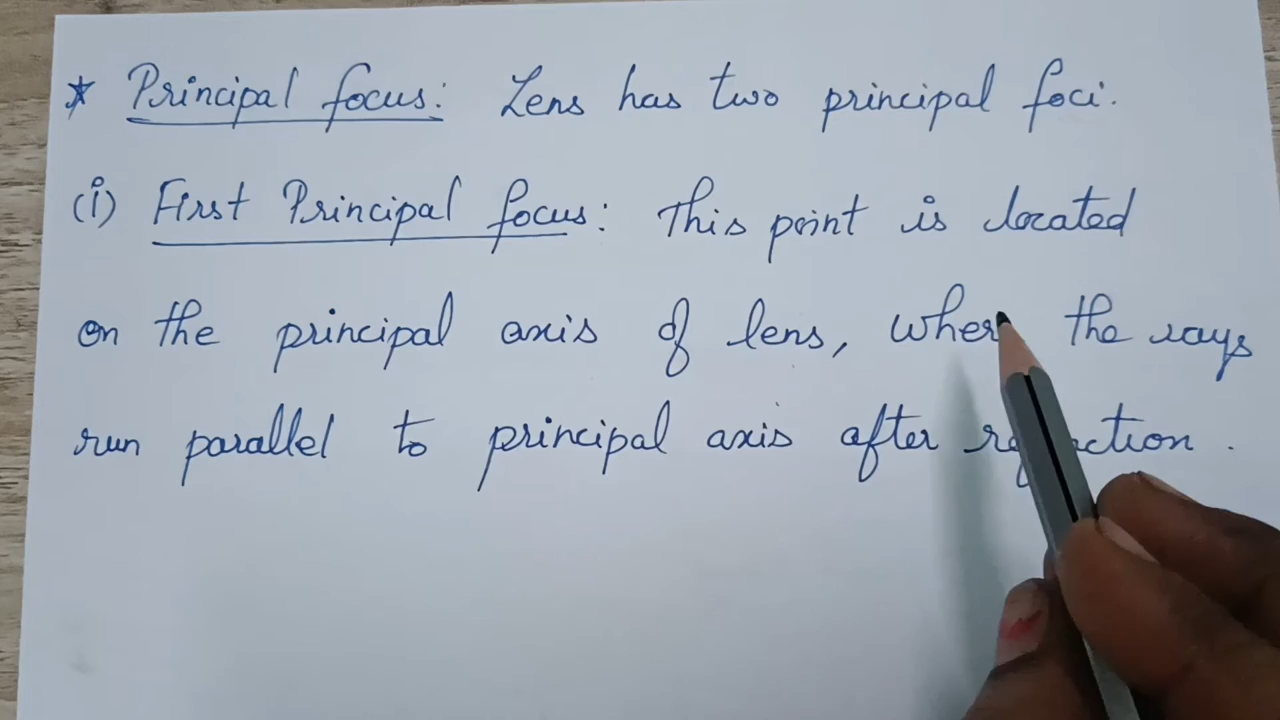 * Principal focus: Lens has two principal foci.
(i) First Principal focus: This point is located
on the principal axis of lens, where the rays
run parallel to principal axis after refraction.